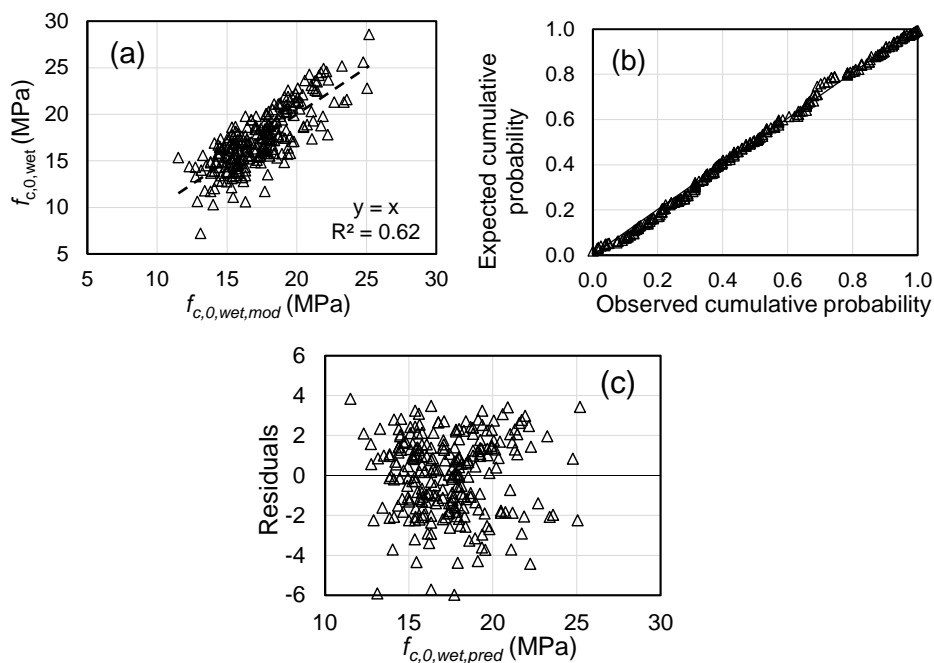 (a)
30
25
20
15
10
5
f c,0,wet (MPa)
y = x
R² = 0.62
5 10 15 20 25 30
f c,0,wet,mod (MPa)
(b)
1.0
0.8
0.6
0.4
0.2
0.0
Expected cumulative
probability
0.0 0.2 0.4 0.6 0.8 1.0
Observed cumulative probability
(c)
6
4
2
0
-2
-4
-6
Residuals
10 15 20 25 30
f c,0,wet,pred (MPa)